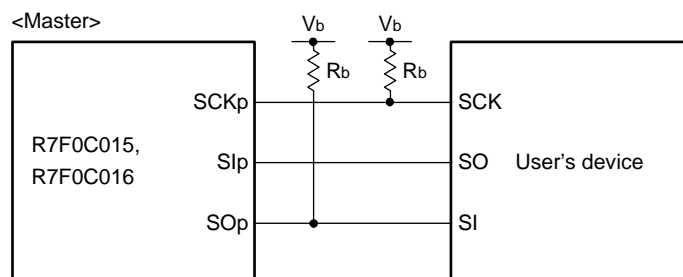 <Master>
Vb Vb
Rb Rb
SCKp SCK
R7F0C015,
R7F0C016
SIp SO User's device
SOp SI